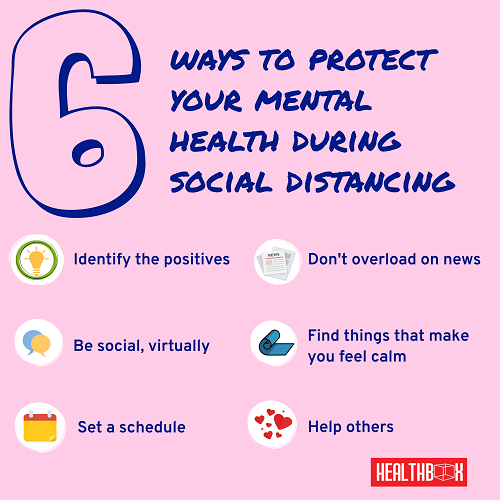 6
WAYS TO PROTECT
YOUR MENTAL
HEALTH DURING
SOCIAL DISTANCING
Identify the positives
Don't overload on news
Be social, virtually
Find things that make
you feel calm
Set a schedule
Help others
NEWS
HEALTHBOX